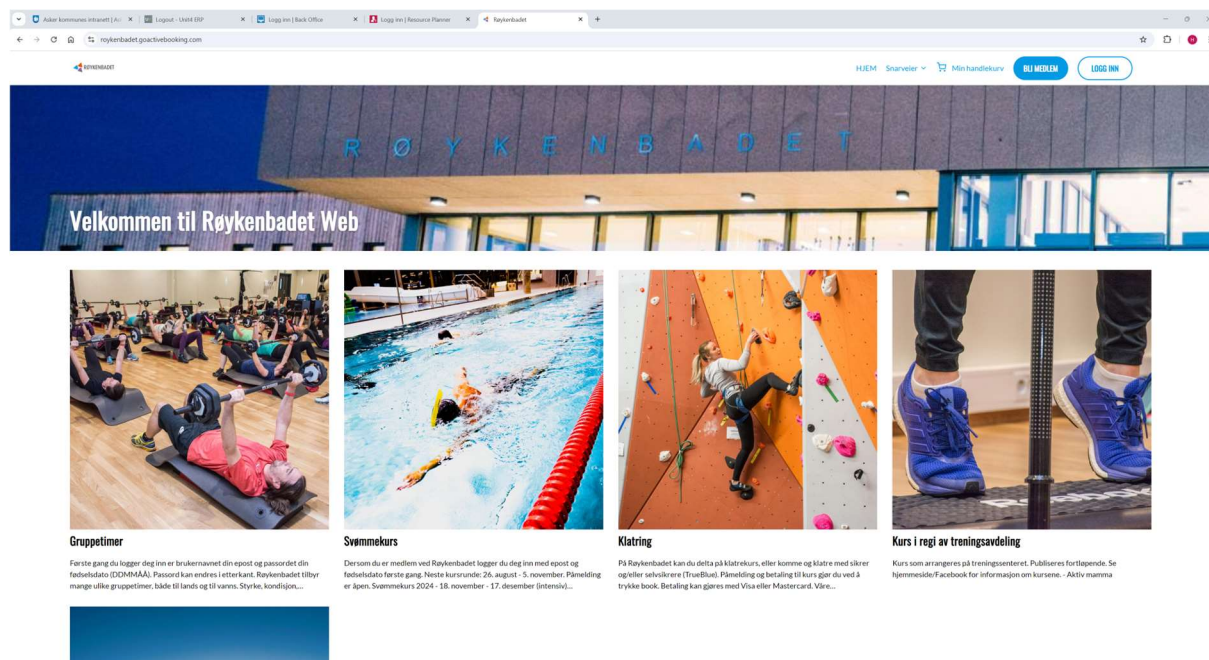 Asker kommunes intranett | As
Logout - Unit4 ERP
Logg inn | Back Office
Logg inn | Resource Planner
Røykenbadet
roykenbadet.goactivebooking.com
RØYKENBADET
HJEM
Snarveier
Min handlekurv
BLI MEDLEM
LOGG INN
RØYKENBADET
Velkommen til Røykenbadet Web
Gruppetimer
Første gang du logger deg inn er brukernavnet din epost og passordet din
fødselsdato (DDMMÅÅ). Passord kan endres i etterkant. Røykenbadet tilbyr
mange ulike gruppetimer, både til lands og til vanns. Styrke, kondisjon,...
Svømmekurs
Dersom du er medlem ved Røykenbadet logger du deg inn med epost og
fødselsdato første gang. Neste kursrunde: 26. august - 5. november. Påmelding
er åpen. Svømmekurs 2024 - 18. november - 17. desember (intensiv)...
Klatring
På Røykenbadet kan du delta på klatrekurs, eller komme og klatre med sikrer
og/eller selvsikrere (TrueBlue). Påmelding og betaling til kurs gjør du ved å
trykke book. Betaling kan gjøres med Visa eller Mastercard. Våre...
Kurs i regi av treningsavdeling
Kurs som arrangeres på treningssenteret. Publiseres fortløpende. Se
hjemmeside/Facebook for informasjon om kursene. - Aktiv mamma